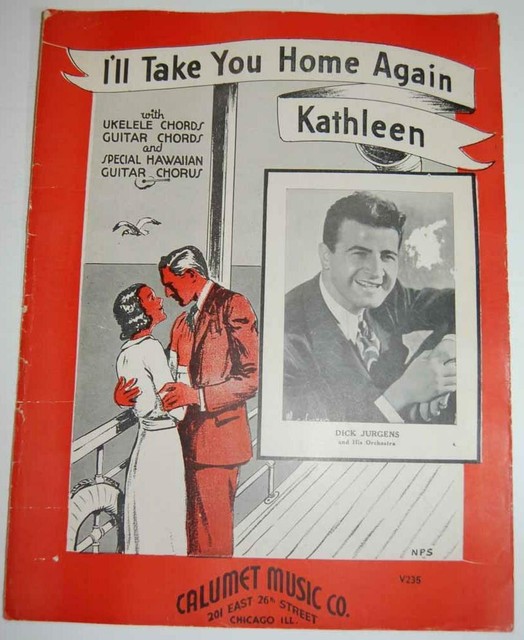 I'll Take You Home Again
Kathleen
with
UKELELE CHORDS
GUITAR CHORDS
and
SPECIAL HAWAIIAN
GUITAR CHORUS
DICK JURGENS
and His Orchestra
4.
NPS
V235
CALUMET MUSIC CO.
201 EAST 26th STREET
CHICAGO ILL.